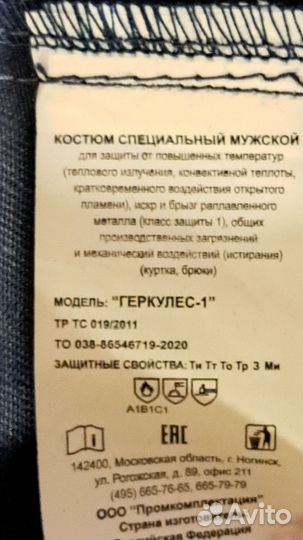 КОСТЮМ СПЕЦИАЛЬНЫЙ МУЖСКОЙ
для защиты от повышенных температур
(теплового излучения, конвективной теплоты,
кратковременного воздействия открытого
пламени), искр и брызг расплавленного
металла (класс защиты 1), общих
производственных загрязнений
и механический воздействий (истирания)
(куртка, брюки)
МОДЕЛЬ: "ГЕРКУЛЕС-1"
ТР ТС 019/2011
ТО 038-86546719-2020
ЗАЩИТНЫЕ СВОЙСТВА: Ти Тт То Тр З Ми
A1B1C1
EAC
142400, Московская область, г. Ногинск,
ул. Рогожская, д. 89, офис 211
(495) 665-76-65, 665-79-79
ООО "Промкомплектация"
Страна изготовитель
Российская Федерация
Avito